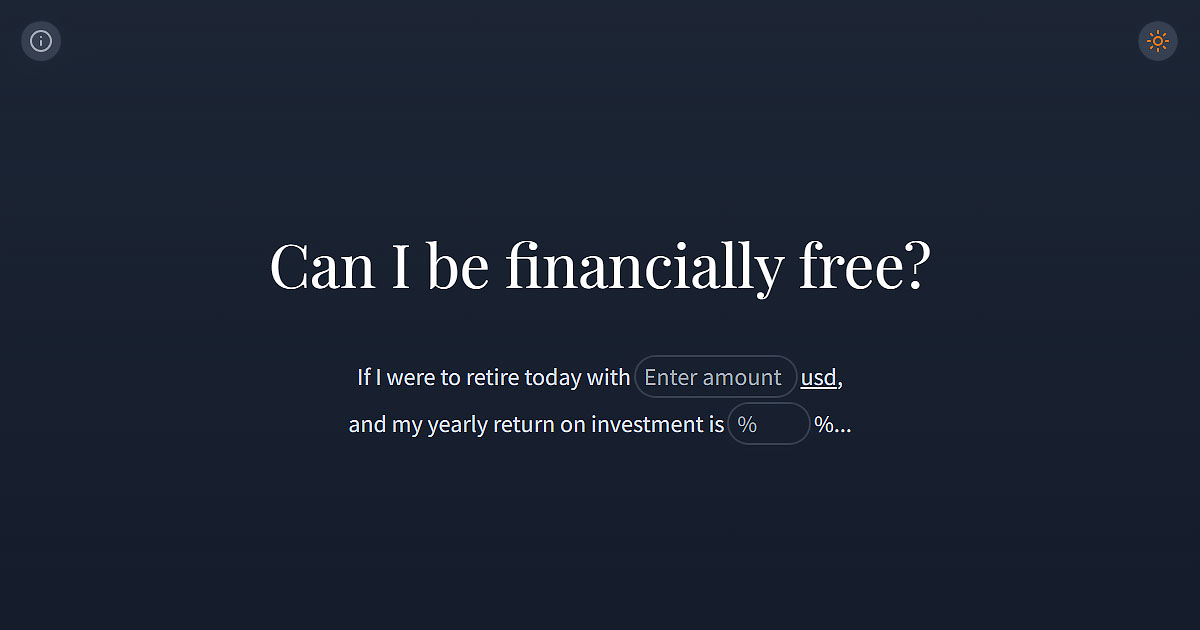 Can I be financially free?
If I were to retire today with Enter amount usd,
and my yearly return on investment is % %...